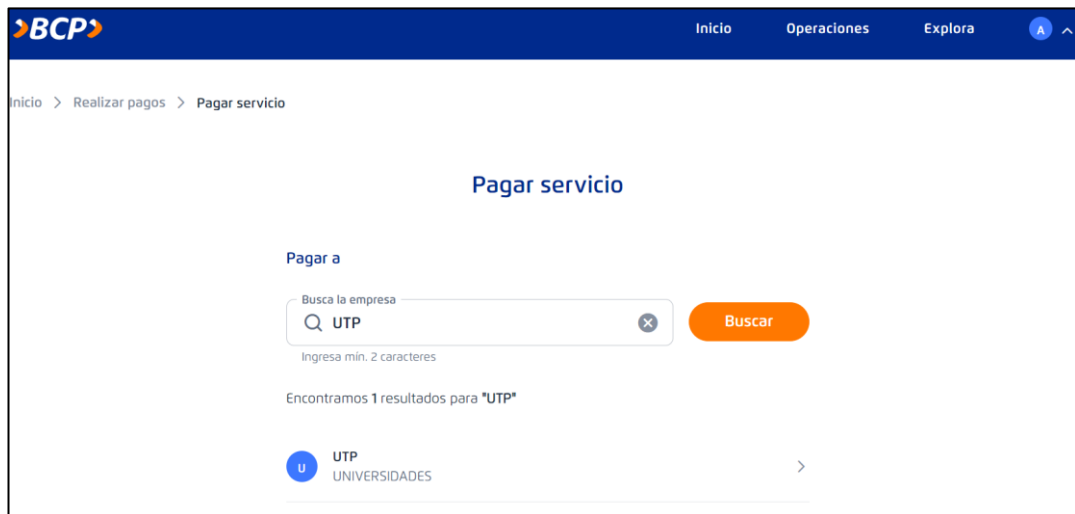 BCP
Inicio
Operaciones
Explora
A
Inicio > Realizar pagos > Pagar servicio
Pagar servicio
Pagar a
Busca la empresa
UTP
Buscar
Ingresa mín. 2 caracteres
Encontramos 1 resultados para "UTP"
U
UTP
UNIVERSIDADES